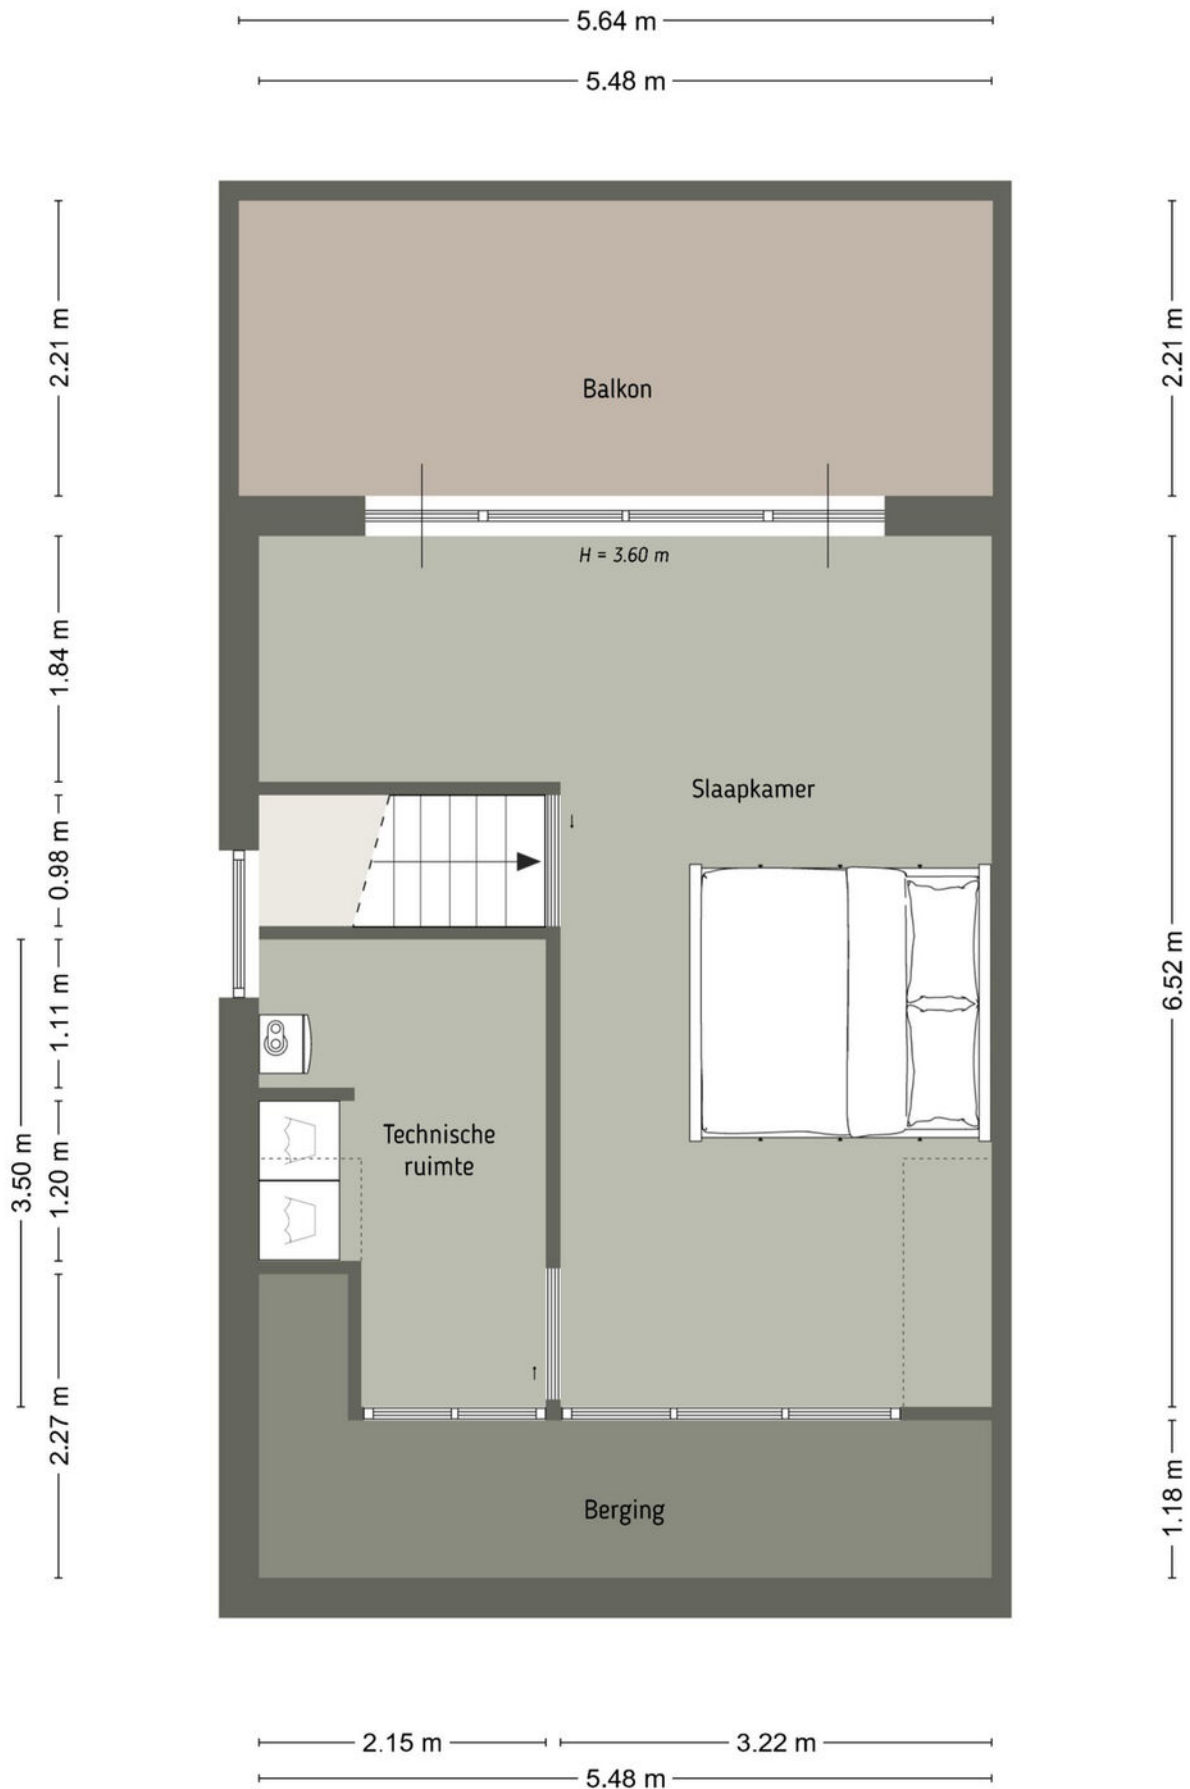 5.64 m
5.48 m
2.21 m
2.21 m
Balkon
H = 3.60 m
1.84 m
Slaapkamer
0.98 m
6.52 m
1.11 m
3.50 m
1.20 m
Technische
ruimte
2.27 m
1.18 m
Berging
2.15 m
3.22 m
5.48 m